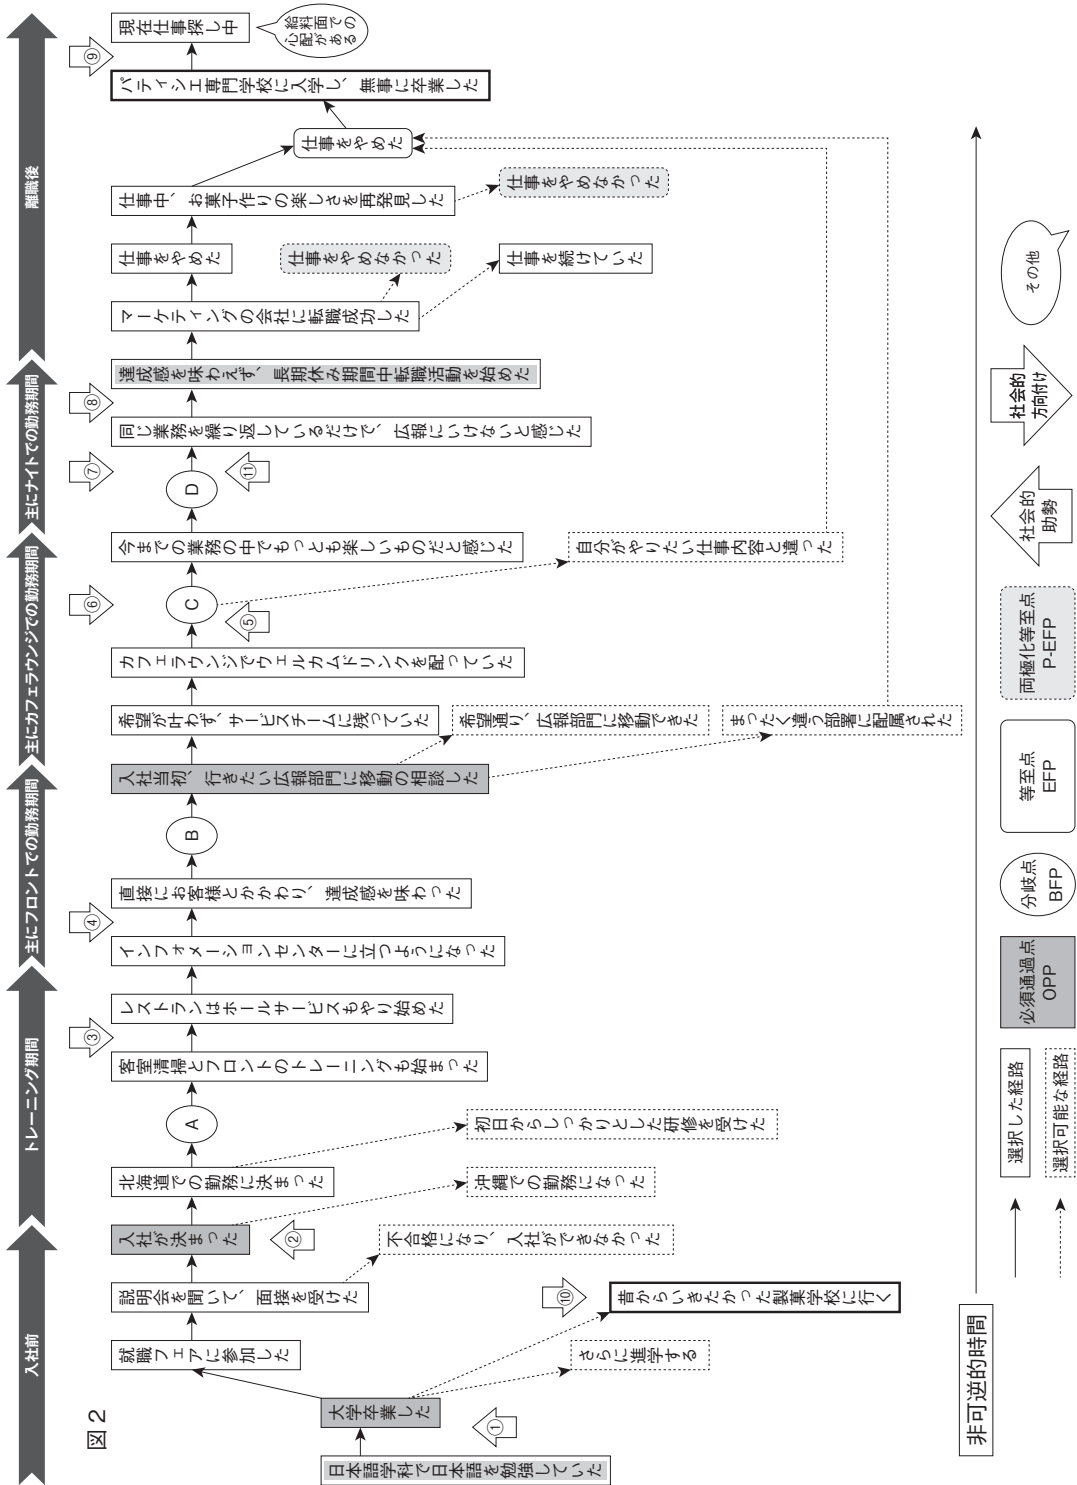 図2
入社前
トレーニング期間
主にフロントでの勤務期間
主にカフェラウンジでの勤務期間
主にナイトでの勤務期間
離職後
日本語学科で日本語を勉強していた
①
大学卒業した
就職フェアに参加した
さらに進学する
⑩
昔からいきたかった製菓学校に行く
説明会を聞いて、面接を受けた
不合格になり、入社ができなかった
②
入社が決まった
沖縄での勤務になった
北海道での勤務に決まった
初日からしっかりとした研修を受けた
A
客室清掃とフロントのトレーニングも始まった
③
レストランはホールサービスもやり始めた
インフォメーションセンターに立つようになった
④
直接にお客様とかかわり、達成感を味わった
B
入社当初、行きたい広報部門に移動の相談した
希望が叶わず、サービスチームに残っていた
希望通り、広報部門に移動できた
まったく違う部署に配属された
カフェラウンジでウェルカムドリンクを配っていた
⑤
⑥
C
今までの業務の中でもっとも楽しいものだと感じた
自分がやりたい仕事内容と違った
D
⑦
⑪
同じ業務を繰り返しているだけで、広報にいけないと感じた
⑧
達成感を味わえず、長期休み期間中転職活動を始めた
マーケティングの会社に転職成功した
仕事をやめた
仕事をやめなかった
仕事を続けていた
仕事中、お菓子作りの楽しさを再発見した
仕事をやめなかった
仕事をやめた
パティシエ専門学校に入学し、無事に卒業した
⑨
現在仕事探し中
給料面での
心配がある
非可逆的時間
選択した経路
選択可能な経路
必須通過点
OPP
分岐点
BFP
等至点
EFP
両極化等至点
P-EFP
社会的
助勢
社会的
方向付け
その他